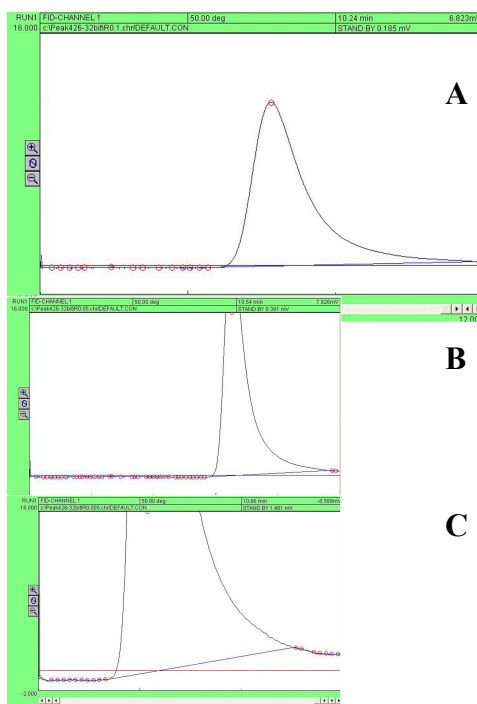 RUN1 FID-CHANNEL 1 50.00 deg 10.24 min 6.823mV
16.000 c:\Peak426-32bit\R0.1.chr/DEFAULT.CON STAND BY 0.185 mV
A
RUN1 FID-CHANNEL 1 50.00 deg 10.54 min 7.926mV
16.000 c:\Peak426-32bit\R0.05.chr/DEFAULT.CON STAND BY 0.381 mV
12.00
B
RUN1 FID-CHANNEL 1 50.00 deg 10.88 min
16.000 c:\Peak426-32bit\R0.005.chr/DEFAULT.CON STAND BY 1.461 mV
C
-2.000